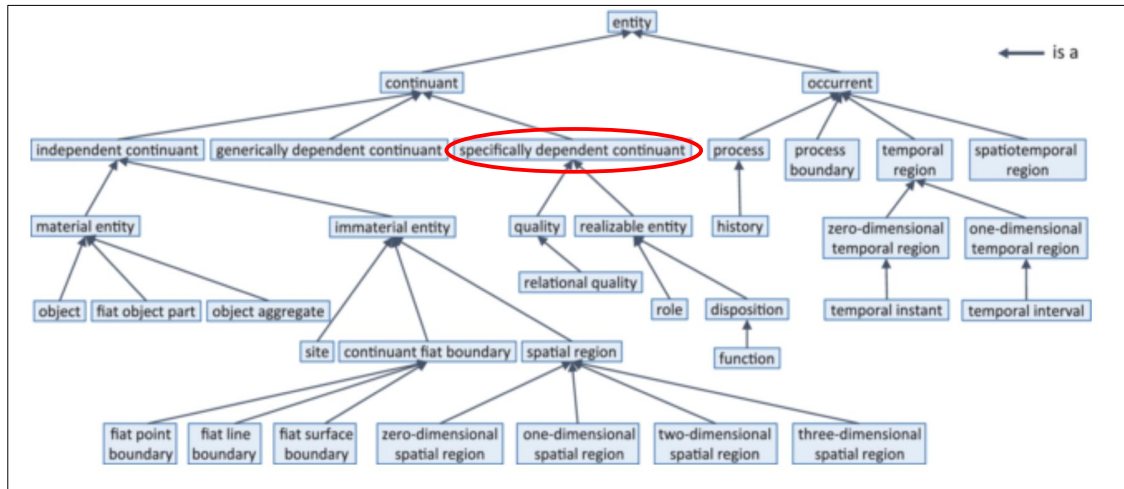 entity
is a
continuant
occurrent
independent continuant
generically dependent continuant
specifically dependent continuant
process
process
boundary
temporal
region
spatiotemporal
region
material entity
immaterial entity
quality
realizable entity
history
zero-dimensional
temporal region
one-dimensional
temporal region
relational quality
object
fiat object part
object aggregate
role
disposition
temporal instant
temporal interval
site
continuant fiat boundary
spatial region
function
fiat point
boundary
fiat line
boundary
fiat surface
boundary
zero-dimensional
spatial region
one-dimensional
spatial region
two-dimensional
spatial region
three-dimensional
spatial region